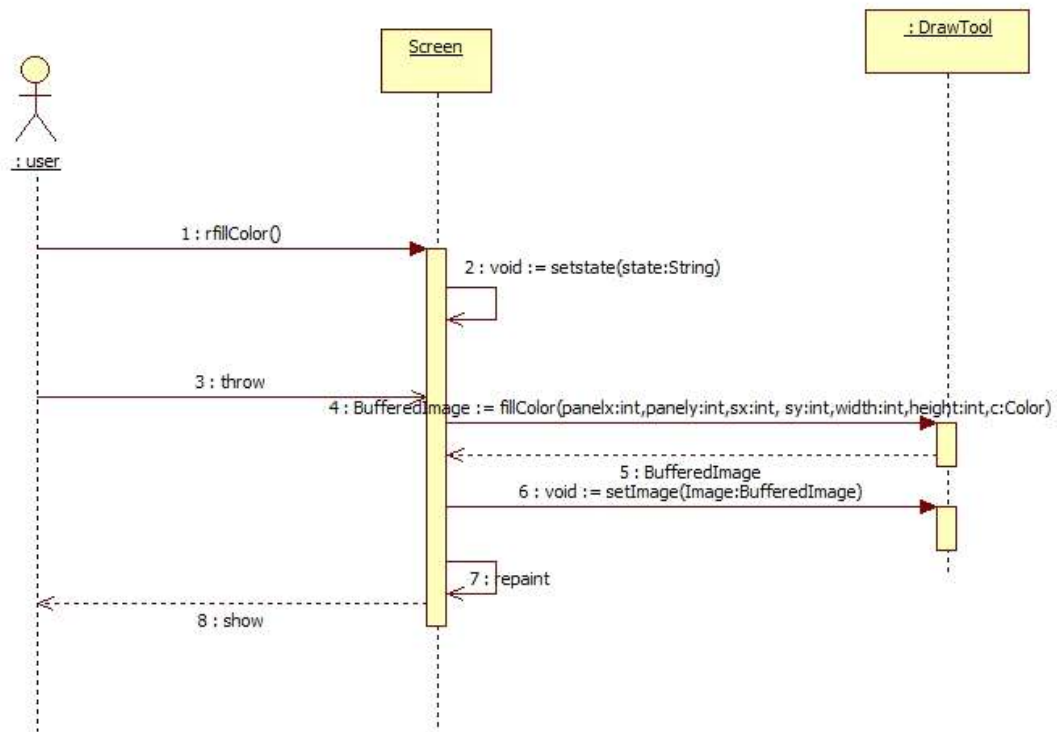 Screen
: DrawTool
: user
1 : rfillColor()
2 : void := setstate(state:String)
3 : throw
4 : BufferedImage := fillColor(panelx:int,panely:int,sx:int, sy:int,width:int,height:int,c:Color)
5 : BufferedImage
6 : void := setImage(Image:BufferedImage)
7 : repaint
8 : show